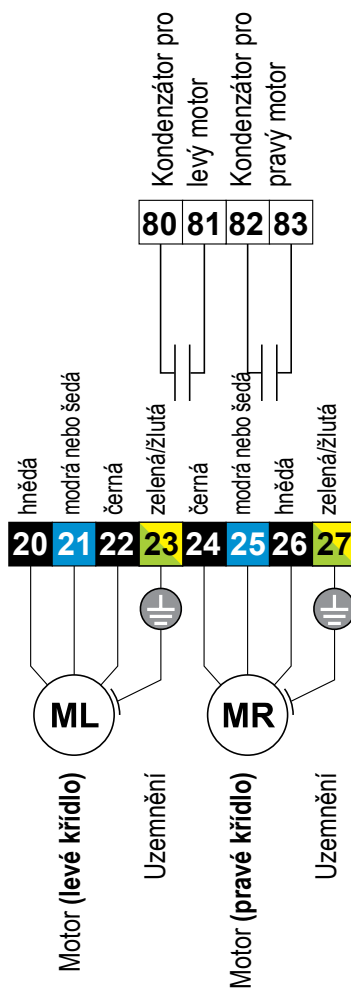 Kondenzátor pro
levý motor
Kondenzátor pro
pravý motor
80 81 82 83
hnědá
modrá nebo šedá
černá
zelená/žlutá
černá
modrá nebo šedá
hnědá
zelená/žlutá
20 21 22 23 24 25 26 27
ML
MR
Motor (levé křídlo)
Uzemnění
Motor (pravé křídlo)
Uzemnění